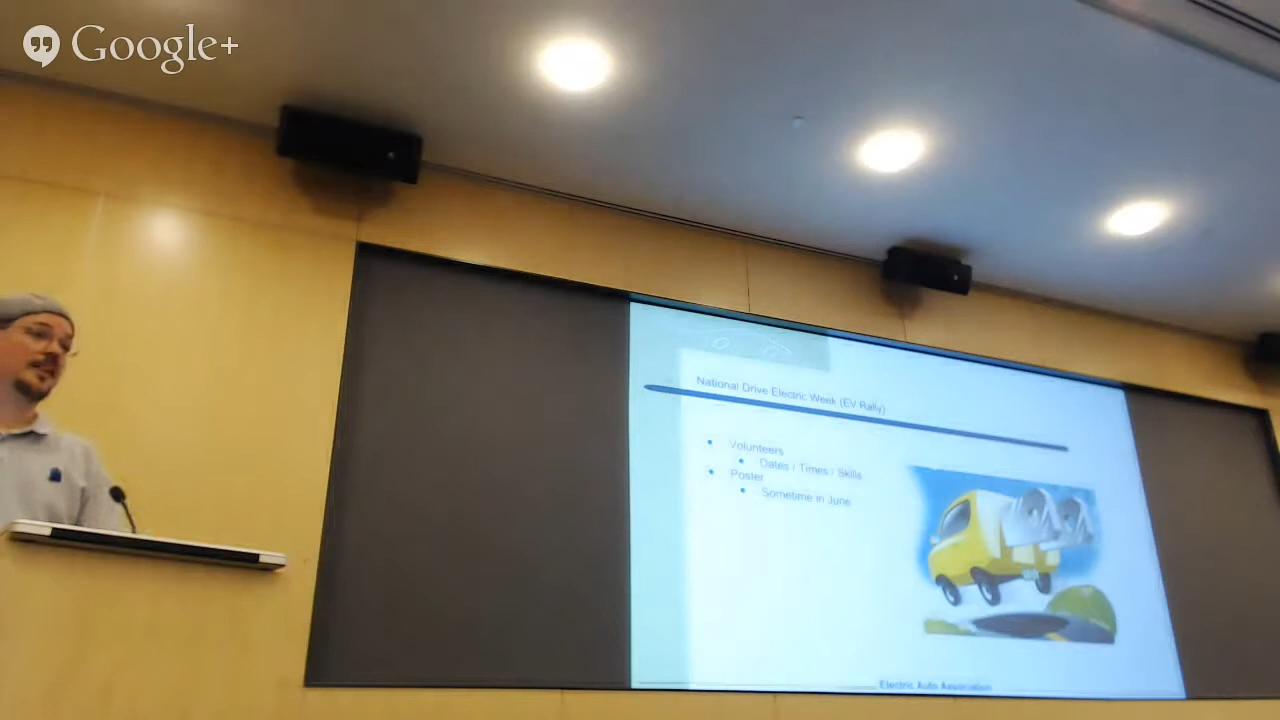 Google+
National Drive Electric Week (EV Rally)
Volunteers
Dates / Times / Skills
Poster
Sometime in June
Electric Auto Association